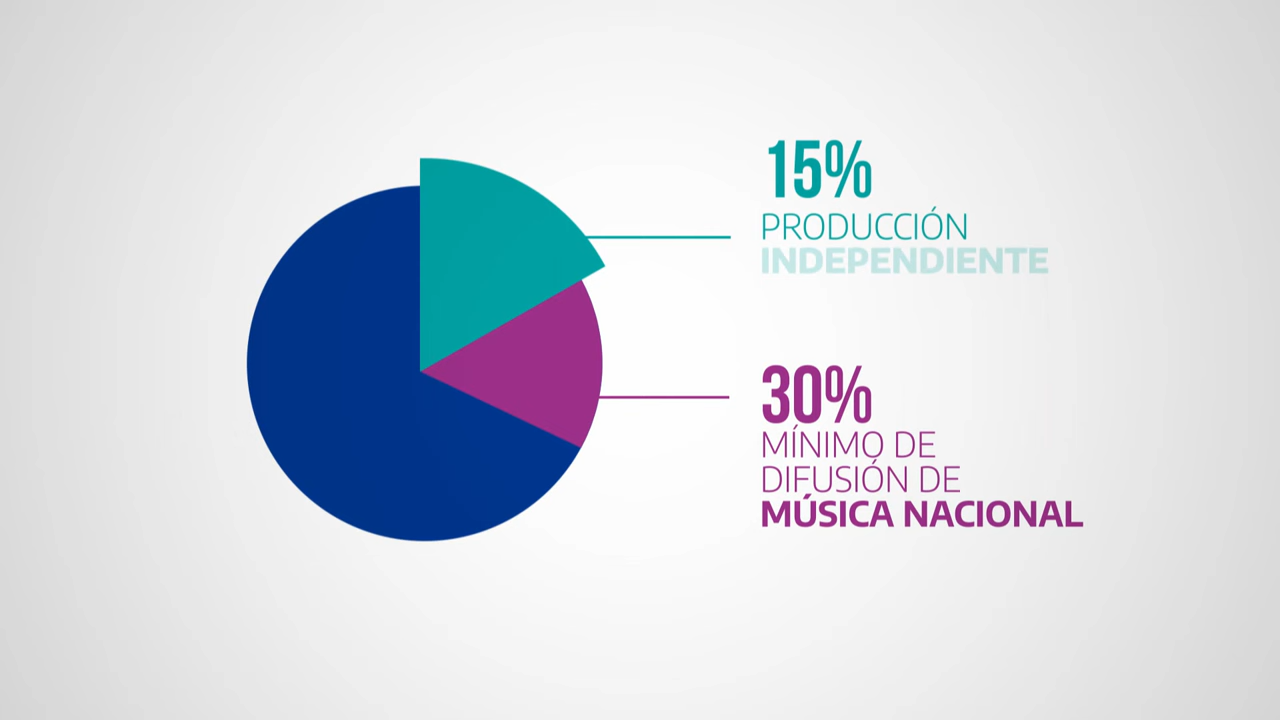 15%
PRODUCCIÓN
INDEPENDIENTE
30%
MÍNIMO DE
DIFUSIÓN DE
MÚSICA NACIONAL